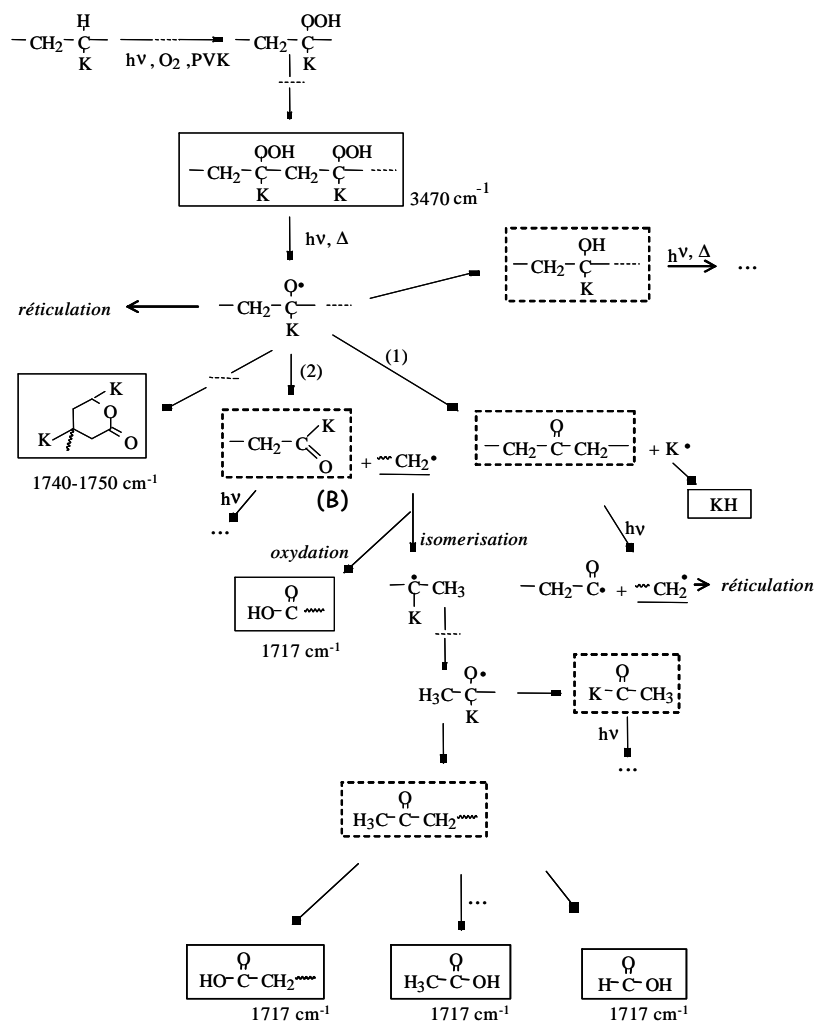 H
—CH₂—C—
K
hν , O₂ ,PVK
OOH
—CH₂—C—
K
OOH OOH
—CH₂—C—CH₂—C— ----
K K
3470 cm⁻¹
hν, Δ
OH
—CH₂—C— ----
K
hν, Δ
...
O•
réticulation
—CH₂—C— ----
K
(2)
(1)
K
O
K
O
1740-1750 cm⁻¹
K
—CH₂—C
O
+ CH₂•
(B)
O
—CH₂—C—CH₂—
+ K•
KH
hν
...
hν
oxydation
isomerisation
O
HO—C
1717 cm⁻¹
•
—C—CH₃
K
O
—CH₂—C• + CH₂•
réticulation
O•
H₃C—C—
K
O
K—C—CH₃
hν
...
O
H₃C—C—CH₂
...
O
HO—C—CH₂
1717 cm⁻¹
O
H₃C—C—OH
1717 cm⁻¹
O
H—C—OH
1717 cm⁻¹